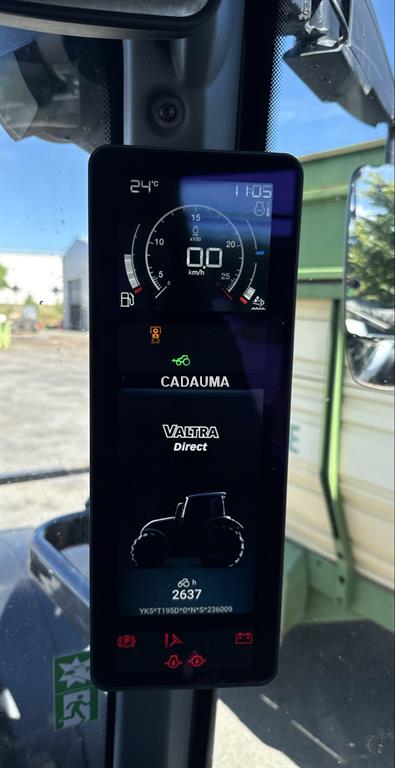 24°C 11:05
15
10 x100 20
0.0
5 km/h 25
0
CADAUMA
VALTRA
Direct
h
2637
YK5*T195D*0*N*S*236009
P